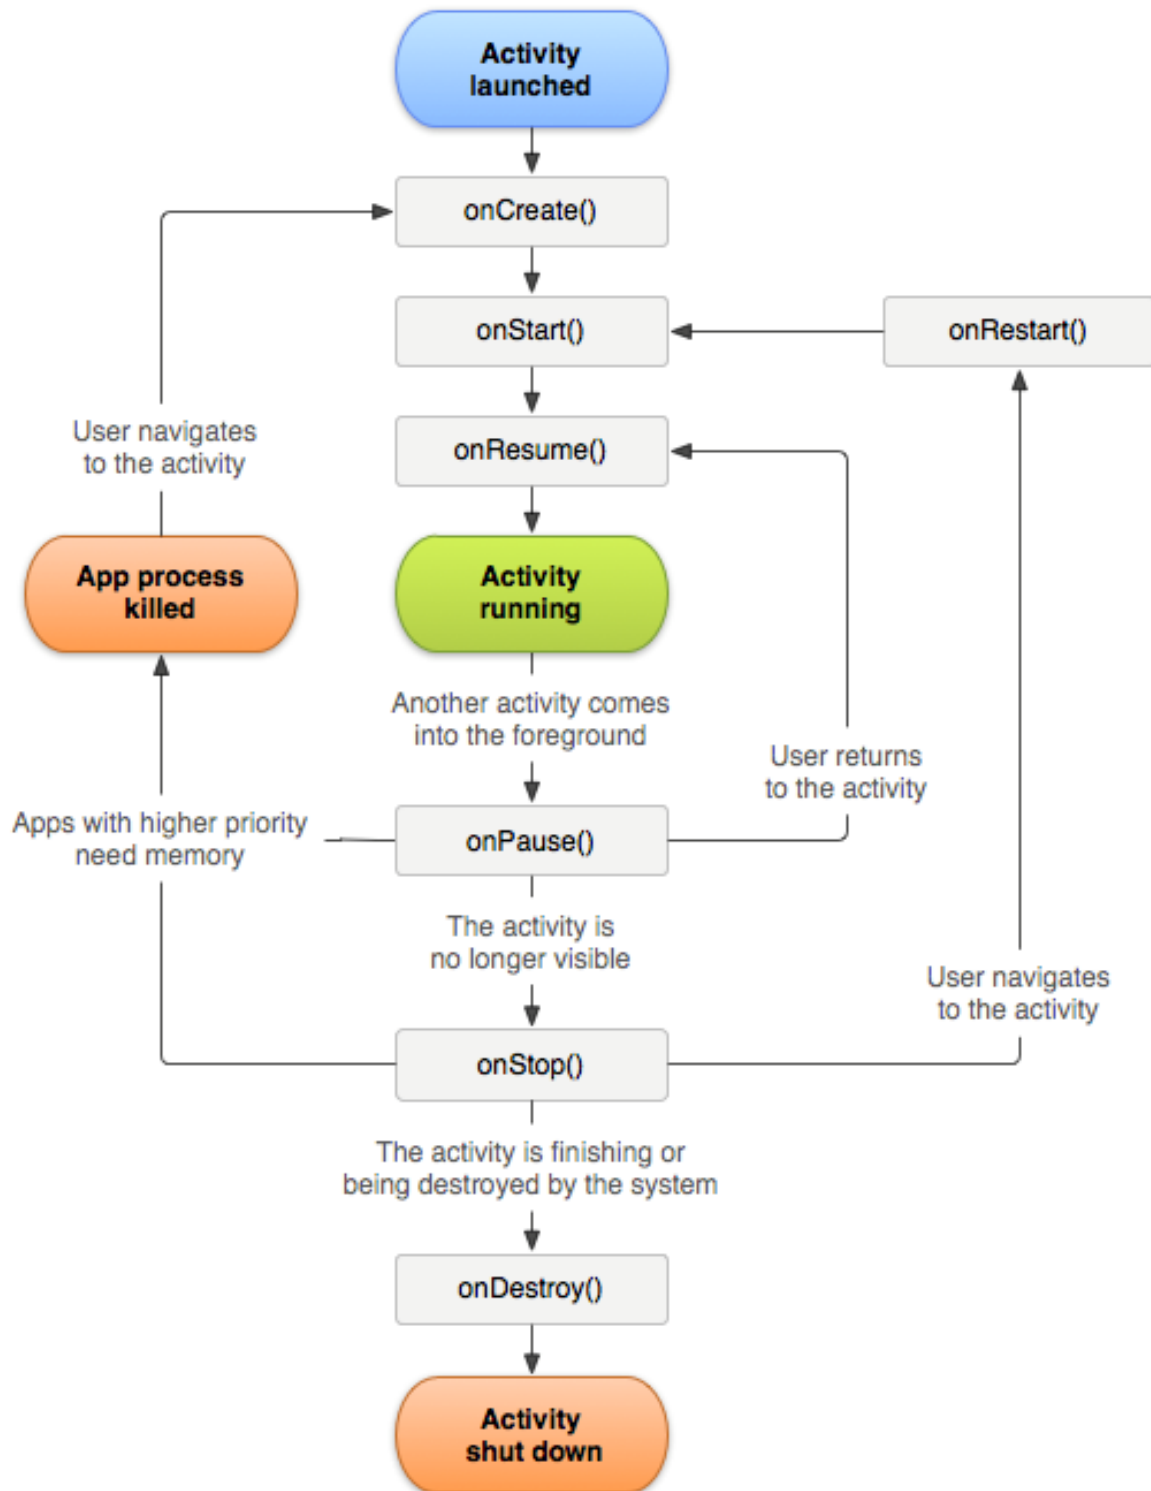 Activity
launched
onCreate()
onStart()
onRestart()
User navigates
to the activity
onResume()
App process
killed
Activity
running
Another activity comes
into the foreground
User returns
to the activity
Apps with higher priority
need memory
onPause()
The activity is
no longer visible
User navigates
to the activity
onStop()
The activity is finishing or
being destroyed by the system
onDestroy()
Activity
shut down